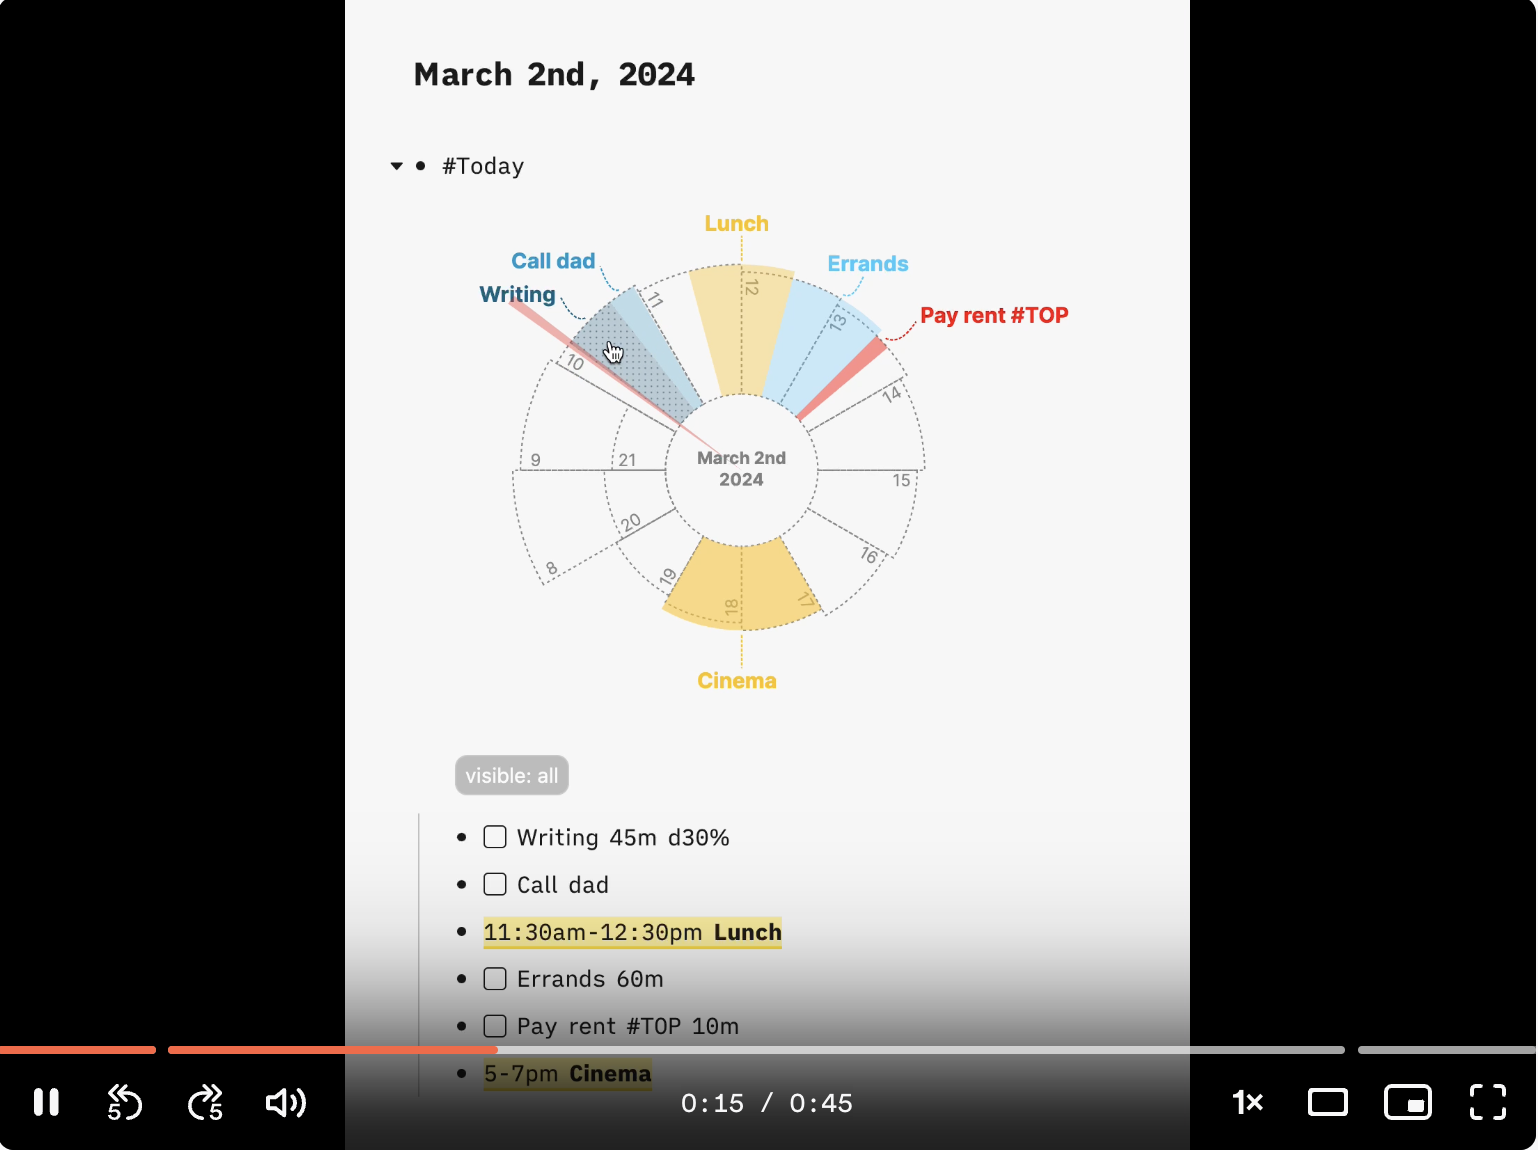 March 2nd, 2024
#Today
Lunch
Call dad
Errands
Writing
Pay rent #TOP
11
12
13
10
14
9
21
March 2nd
2024
15
20
8
16
19
18
17
Cinema
visible: all
Writing 45m d30%
Call dad
11:30am-12:30pm Lunch
Errands 60m
Pay rent #TOP 10m
5-7pm Cinema
5
5
0:15 / 0:45
1×